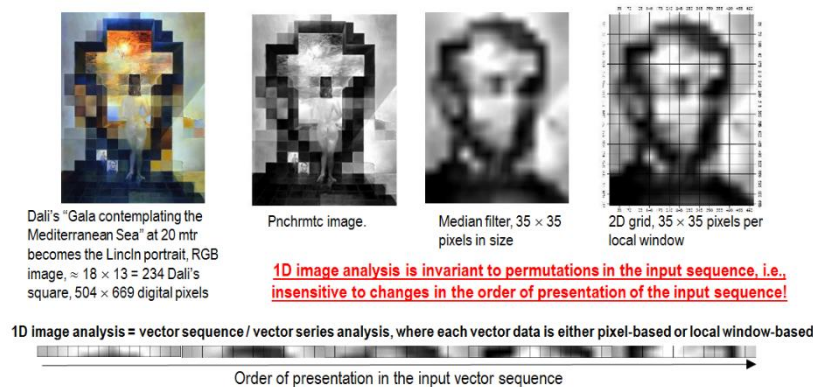 Dali's "Gala contemplating the
Mediterranean Sea" at 20 mtr
becomes the Lincln portrait, RGB
image, ≈ 18 × 13 = 234 Dali's
square, 504 × 669 digital pixels
Pnchrmtc image.
Median filter, 35 × 35
pixels in size
2D grid, 35 × 35 pixels per
local window
1D image analysis is invariant to permutations in the input sequence, i.e.,
insensitive to changes in the order of presentation of the input sequence!
1D image analysis = vector sequence / vector series analysis, where each vector data is either pixel-based or local window-based
Order of presentation in the input vector sequence